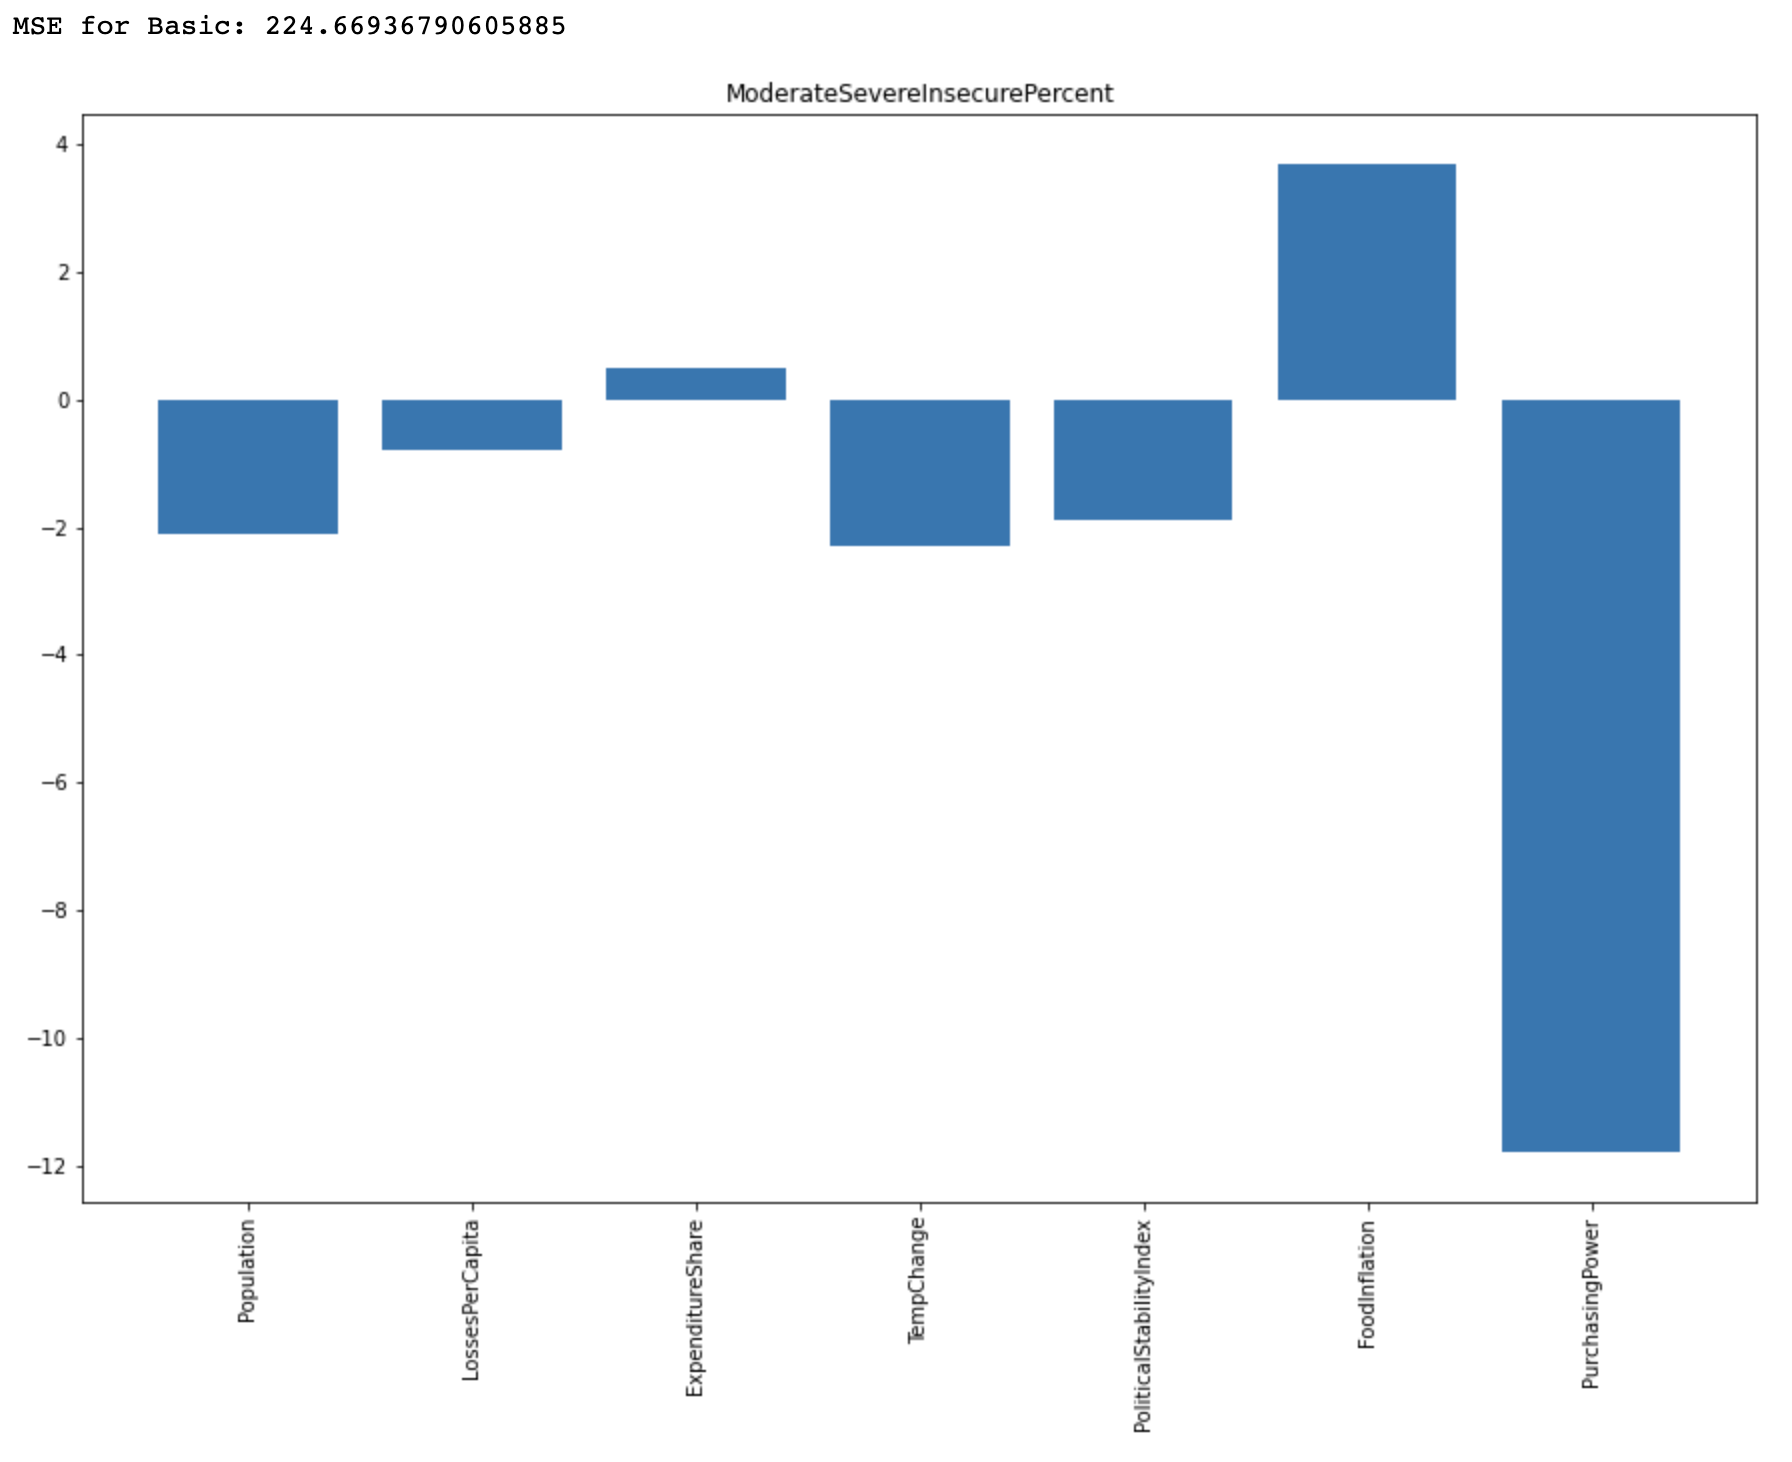 MSE for Basic: 224.66936790605885
ModerateSevereInsecurePercent
4
2
0
−2
−4
−6
−8
−10
−12
Population
LossesPerCapita
ExpenditureShare
TempChange
PoliticalStabilityIndex
FoodInflation
PurchasingPower